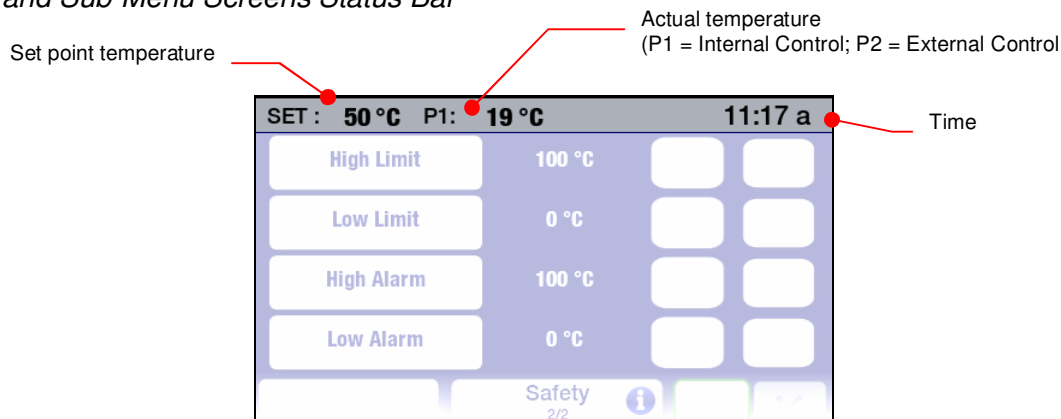 and Sub-Menu Screens Status Bar
Actual temperature
(P1 = Internal Control; P2 = External Control
Set point temperature
SET : 50 °C P1: 19 °C 11:17 a
Time
High Limit 100 °C
Low Limit 0 °C
High Alarm 100 °C
Low Alarm 0 °C
Safety
2/2